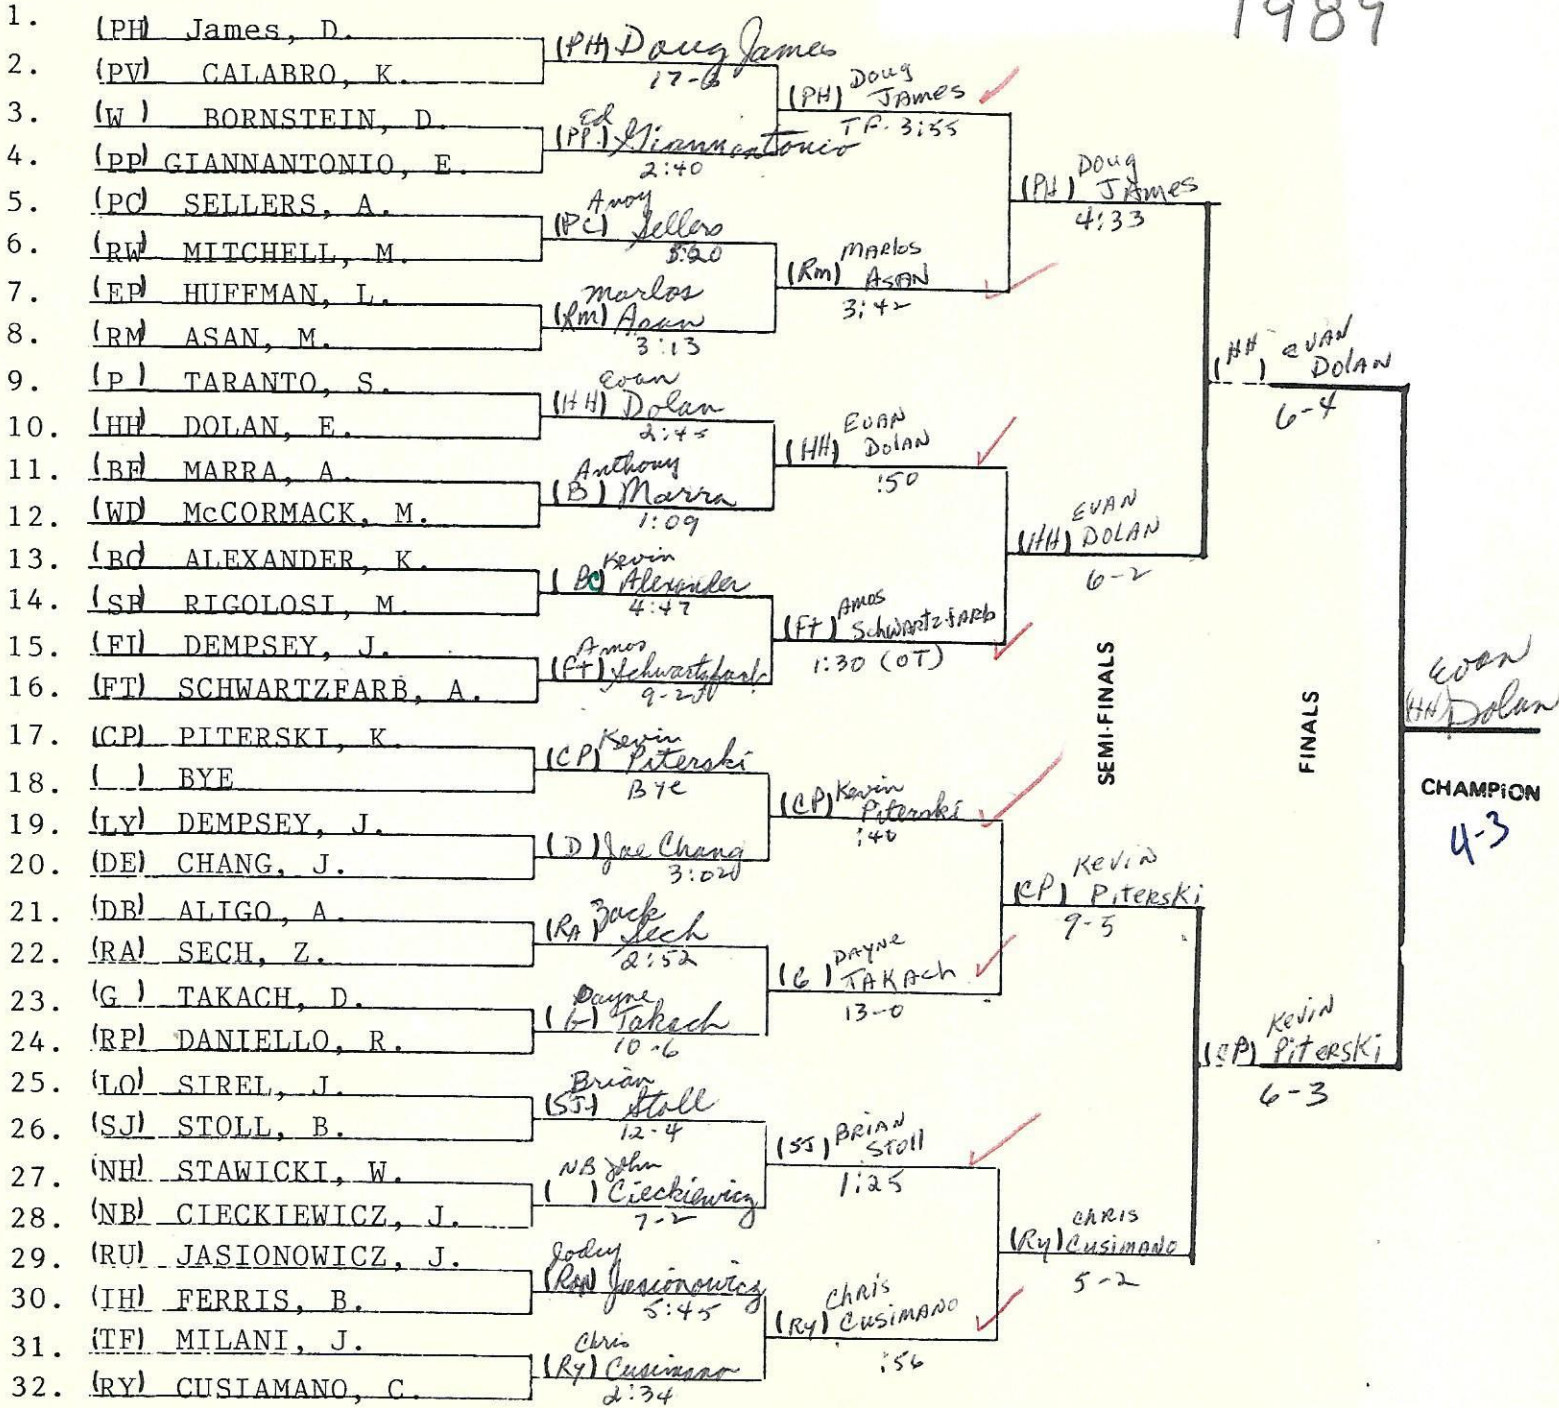 1989
1. (PH) James, D.
2. (PV) CALABRO, K.
3. (W ) BORNSTEIN, D.
4. (PP) GIANNANTONIO, E.
5. (PC) SELLERS, A.
6. (RW) MITCHELL, M.
7. (EP) HUFFMAN, L.
8. (RM) ASAN, M.
9. (P ) TARANTO, S.
10. (HH) DOLAN, E.
11. (BE) MARRA, A.
12. (WD) McCORMACK, M.
13. (BC) ALEXANDER, K.
14. (SB) RIGOLOSI, M.
15. (FI) DEMPSEY, J.
16. (FT) SCHWARTZFARB, A.
17. (CP) PITERSKI, K.
18. ( ) BYE
19. (LY) DEMPSEY, J.
20. (DE) CHANG, J.
21. (DB) ALIGO, A.
22. (RA) SECH, Z.
23. (G ) TAKACH, D.
24. (RP) DANIELLO, R.
25. (LO) SIREL, J.
26. (SJ) STOLL, B.
27. (NH) STAWICKI, W.
28. (NB) CIECKIEWICZ, J.
29. (RU) JASIONOWICZ, J.
30. (IH) FERRIS, B.
31. (TF) MILANI, J.
32. (RY) CUSIAMANO, C.
(PH) Doug James
17-6
Ed
(PP) Giannantonio
2:40
Andy
(PC) Sellers
5:20
Marlos
(RM) Asan
3:13
Evan
(HH) Dolan
2:45
Anthony
(B ) Marra
1:09
Kevin
(BC) Alexander
4:47
Amos
(FT) Schwartzfarb
9-2
Kevin
(CP) Piterski
Bye
(D ) Jae Chang
3:02
Zack
(RA) Sech
2:52
Dayne
(G) Takach
10-6
Brian
(SJ) Stoll
12-4
NB John
( ) Cieckiewicz
7-2
Jody
Jasionowicz
5:45
Chris
(Ry) Cusimano
2:34
Doug
(PH) JAmes
TF. 3:55
MARlos
(Rm) ASAN
3:42
EVAN
(HH) DolAN
:50
Amos
(Ft) SchwARtz-fARb
1:30 (OT)
Kevin
(CP) Piterski
:40
DAyNe
(G ) TAKAch
13-0
BRIAN
(SJ) Stoll
1:25
ChRis
(Ry) CUSIMANO
:56
Doug
(PH) JAmes
4:33
EVAN
(HH) DOLAN
6-2
KeviN
(CP) PiteRSKi
9-5
ChRIS
(Ry) CUSIMANO
5-2
SEMI-FINALS
HH EVAN
( ) DolAN
6-4
KeviN
(CP) PiteRSKi
6-3
FINALS
Evan
(HH) Dolan
CHAMPION
4-3